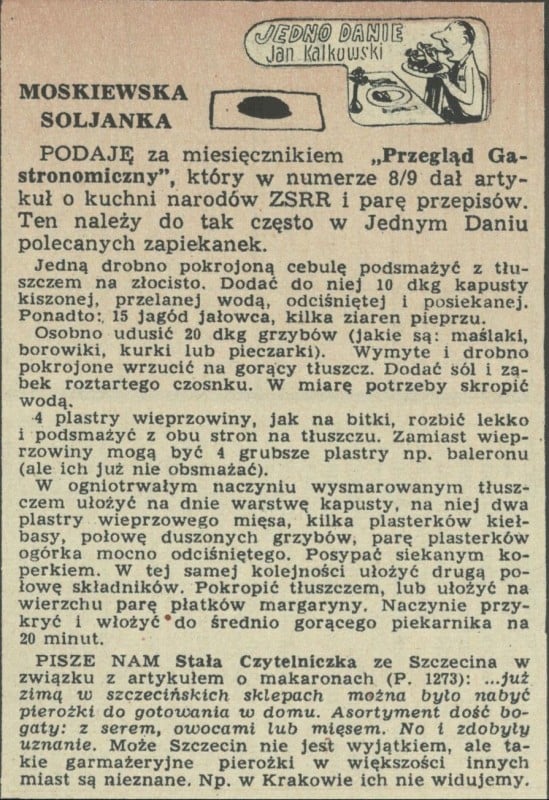 JEDNO DANIE
Jan Kalkowski
MOSKIEWSKA
SOLJANKA
PODAJĘ za miesięcznikiem „Przegląd Ga-
stronomiczny”, który w numerze 8/9 dał arty-
kuł o kuchni narodów ZSRR i parę przepisów.
Ten należy do tak często w Jednym Daniu
polecanych zapiekanek.
Jedną drobno pokrojoną cebulę podsmażyć z tłu-
szczem na złocisto. Dodać do niej 10 dkg kapusty
kiszonej, przelanej wodą, odciśniętej i posiekanej.
Ponadto: 15 jagód jałowca, kilka ziaren pieprzu.
Osobno udusić 20 dkg grzybów (jakie są: maślaki,
borowiki, kurki lub pieczarki). Wymyte i drobno
pokrojone wrzucić na gorący tłuszcz. Dodać sól i zą-
bek roztartego czosnku. W miarę potrzeby skropić
wodą.
4 plastry wieprzowiny, jak na bitki, rozbić lekko
i podsmażyć z obu stron na tłuszczu. Zamiast wiep-
rzowiny mogą być 4 grubsze plastry np. baleronu
(ale ich już nie obsmażać).
W ogniotrwałym naczyniu wysmarowanym tłusz-
czem ułożyć na dnie warstwę kapusty, na niej dwa
plastry wieprzowego mięsa, kilka plasterków kieł-
basy, połowę duszonych grzybów, parę plasterków
ogórka mocno odciśniętego. Posypać siekanym ko-
perkiem. W tej samej kolejności ułożyć drugą po-
łowę składników. Pokropić tłuszczem, lub ułożyć na
wierzchu parę płatków margaryny. Naczynie przy-
kryć i włożyć do średnio gorącego piekarnika na
20 minut.
PISZE NAM Stała Czytelniczka ze Szczecina w
związku z artykułem o makaronach (P. 1273): ...już
zimą w szczecińskich sklepach można było nabyć
pierożki do gotowania w domu. Asortyment dość bo-
gaty: z serem, owocami lub mięsem. No i zdobyły
uznanie. Może Szczecin nie jest wyjątkiem, ale ta-
kie garmażeryjne pierożki w większości innych
miast są nieznane. Np. w Krakowie ich nie widujemy.